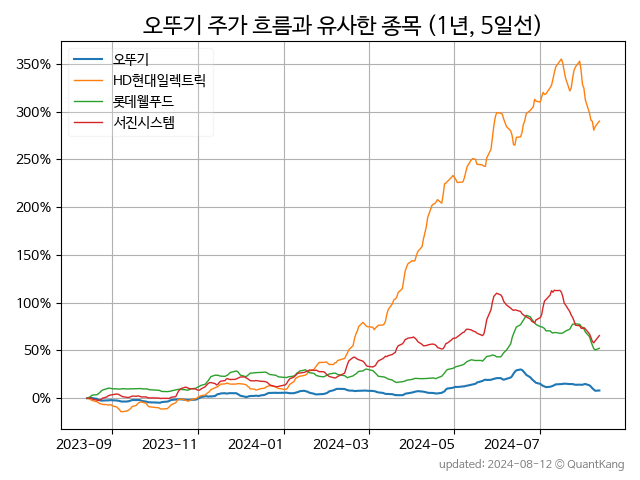 오뚜기 주가 흐름과 유사한 종목 (1년, 5일선)
오뚜기
HD현대일렉트릭
롯데웰푸드
서진시스템
350%
300%
250%
200%
150%
100%
50%
0%
2023-09 2023-11 2024-01 2024-03 2024-05 2024-07
updated: 2024-08-12 © QuantKang